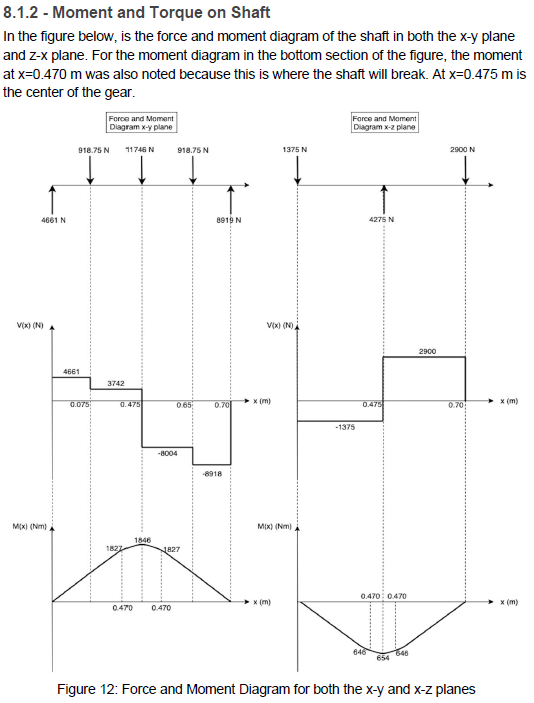 8.1.2 - Moment and Torque on Shaft
In the figure below, is the force and moment diagram of the shaft in both the x-y plane
and z-x plane. For the moment diagram in the bottom section of the figure, the moment
at x=0.470 m was also noted because this is where the shaft will break. At x=0.475 m is
the center of the gear.
Force and Moment
Diagram x-y plane
918.75 N 11746 N 918.75 N
4661 N 8919 N
Force and Moment
Diagram x-z plane
1375 N 2900 N
4275 N
V(x) (N)
4661
3742
0.075 0.475 0.65 0.70 x (m)
-8004
-8918
V(x) (N)
2900
0.475 0.70 x (m)
-1375
M(x) (Nm)
1827 1846 1827
x (m)
0.470 0.470
M(x) (Nm)
0.470 0.470
x (m)
646 654 646
Figure 12: Force and Moment Diagram for both the x-y and x-z planes